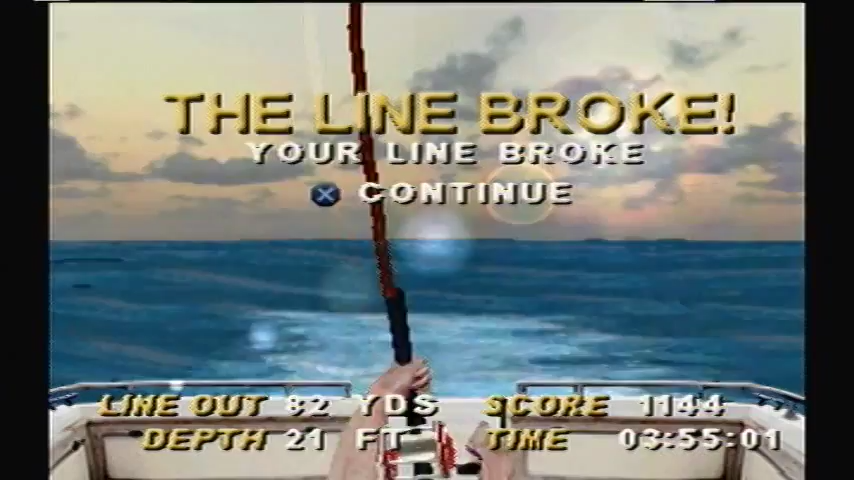 THE LINE BROKE!
YOUR LINE BROKE
CONTINUE
LINE OUT 82 YDS SCORE 1144
DEPTH 21 FT TIME 03:55:01